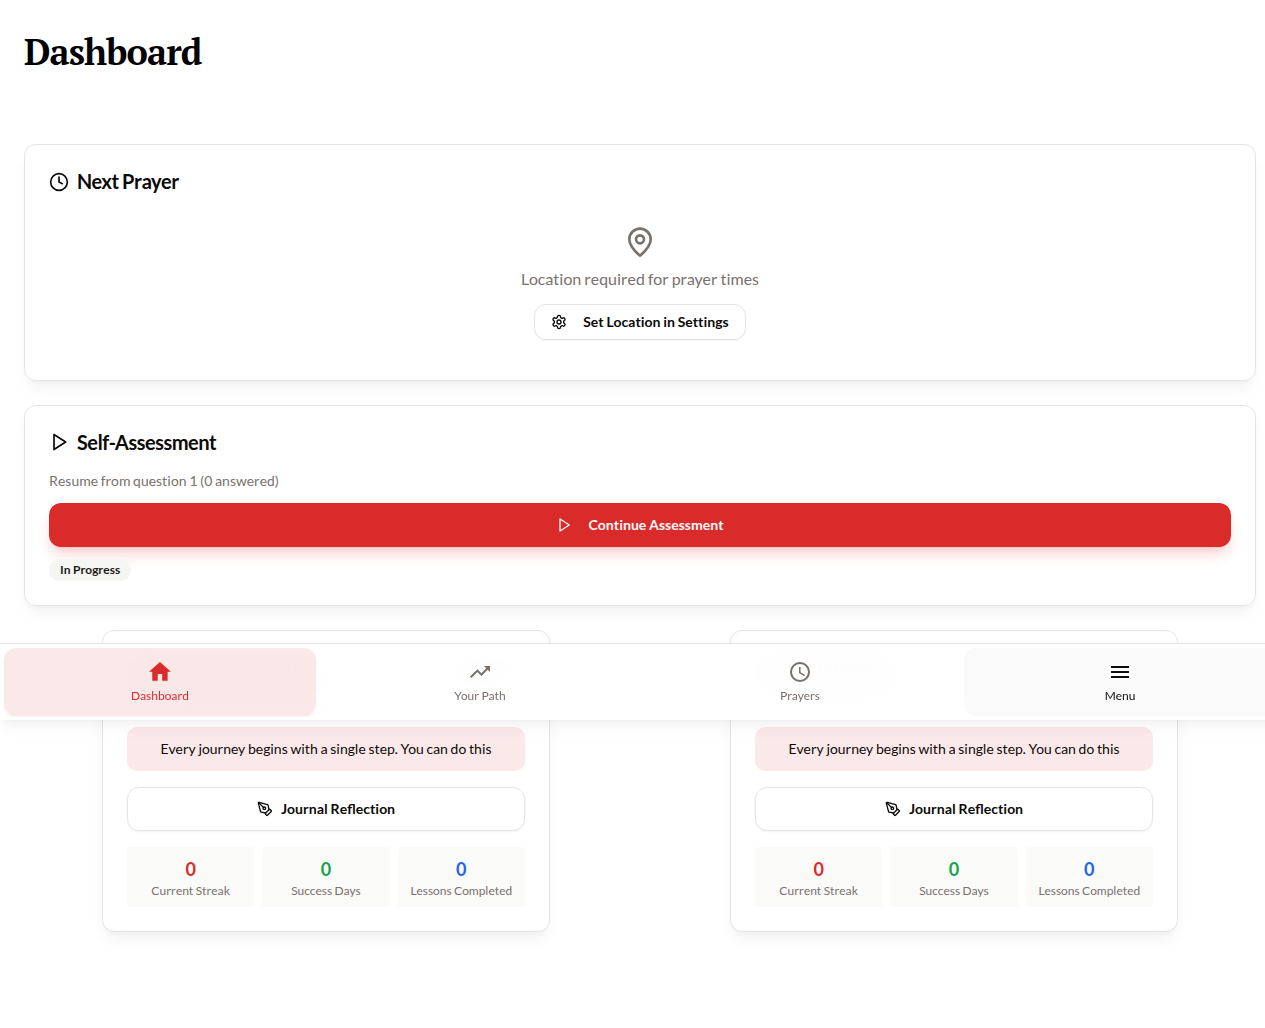 Dashboard
Next Prayer
Location required for prayer times
Set Location in Settings
Self-Assessment
Resume from question 1 (0 answered)
Continue Assessment
In Progress
Dashboard
Your Path
Prayers
Menu
Every journey begins with a single step. You can do this
Journal Reflection
0
Current Streak
0
Success Days
0
Lessons Completed
Every journey begins with a single step. You can do this
Journal Reflection
0
Current Streak
0
Success Days
0
Lessons Completed